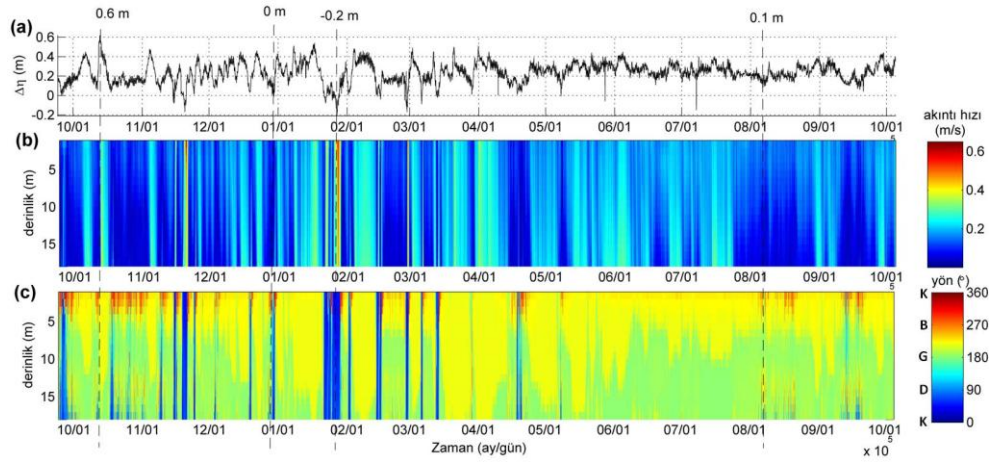 0.6 m
0 m
-0.2 m
0.1 m
(a)
Δη (m)
0.6
0.4
0.2
0
-0.2
10/01 11/01 12/01 01/01 02/01 03/01 04/01 05/01 06/01 07/01 08/01 09/01 10/01
5
(b)
derinlik (m)
5
10
15
10/01 11/01 12/01 01/01 02/01 03/01 04/01 05/01 06/01 07/01 08/01 09/01 10/01
5
akıntı hızı
(m/s)
0.6
0.4
0.2
(c)
derinlik (m)
5
10
15
10/01 11/01 12/01 01/01 02/01 03/01 04/01 05/01 06/01 07/01 08/01 09/01 10/01
Zaman (ay/gün)
x 10⁵
yön (º)
K 360
B 270
G 180
D 90
K 0